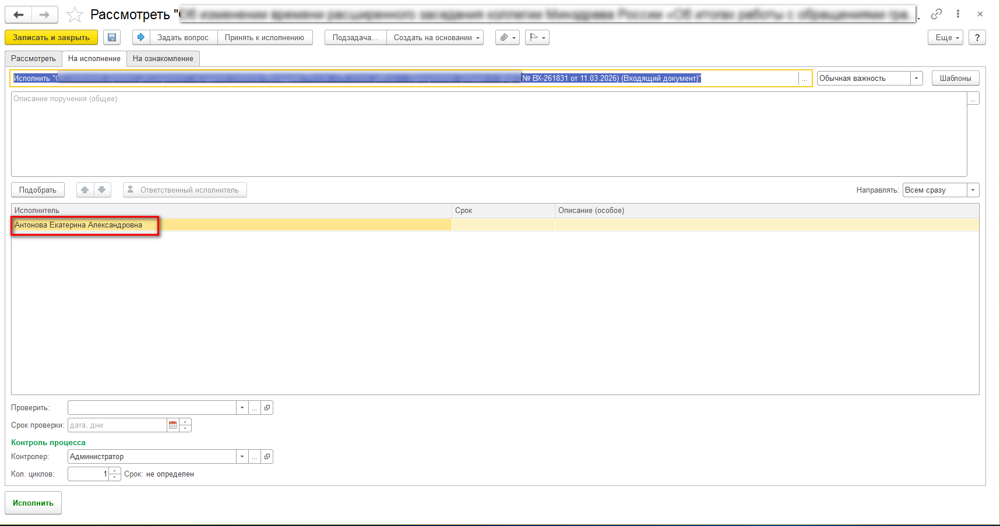 Рассмотреть "
Записать и закрыть
Задать вопрос
Принять к исполнению
Подзадача...
Создать на основании
Еще
?
Рассмотреть
На исполнение
На ознакомление
Исполнить "
(№ ВХ-261831 от 11.03.2026) (Входящий документ)"
...
Обычная важность
Шаблоны
Описание поручения (общее)
...
Подобрать
Ответственный исполнитель
Направлять: Всем сразу
Исполнитель
Срок
Описание (особое)
Антонова Екатерина Александровна
Проверить:
...
Срок проверки: дата, дни
Контроль процесса
Контролер: Администратор
...
Кол. циклов: 1 Срок: не определен
Исполнить